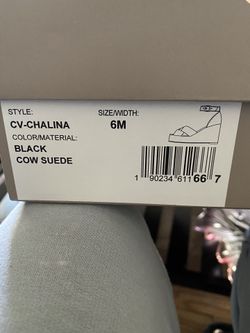 STYLE: SIZE/WIDTH:
CV-CHALINA 6M
COLOR/MATERIAL:
BLACK
COW SUEDE
1 90234 611 66 7